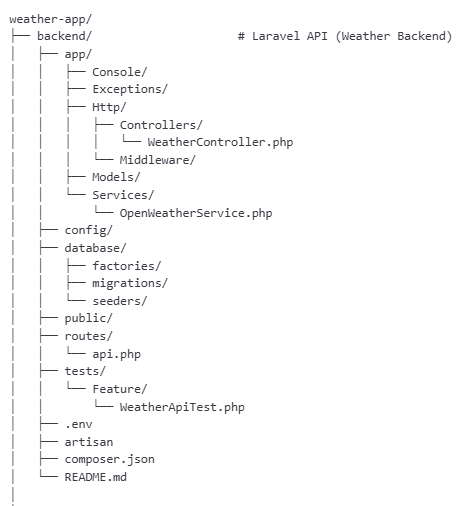 weather-app/
├── backend/                     # Laravel API (Weather Backend)
│   ├── app/
│   │   ├── Console/
│   │   ├── Exceptions/
│   │   ├── Http/
│   │   │   ├── Controllers/
│   │   │   │   └── WeatherController.php
│   │   │   └── Middleware/
│   │   ├── Models/
│   │   └── Services/
│   │       └── OpenWeatherService.php
│   ├── config/
│   ├── database/
│   │   ├── factories/
│   │   ├── migrations/
│   │   └── seeders/
│   ├── public/
│   ├── routes/
│   │   └── api.php
│   ├── tests/
│   │   └── Feature/
│   │       └── WeatherApiTest.php
│   ├── .env
│   ├── artisan
│   ├── composer.json
│   └── README.md
│